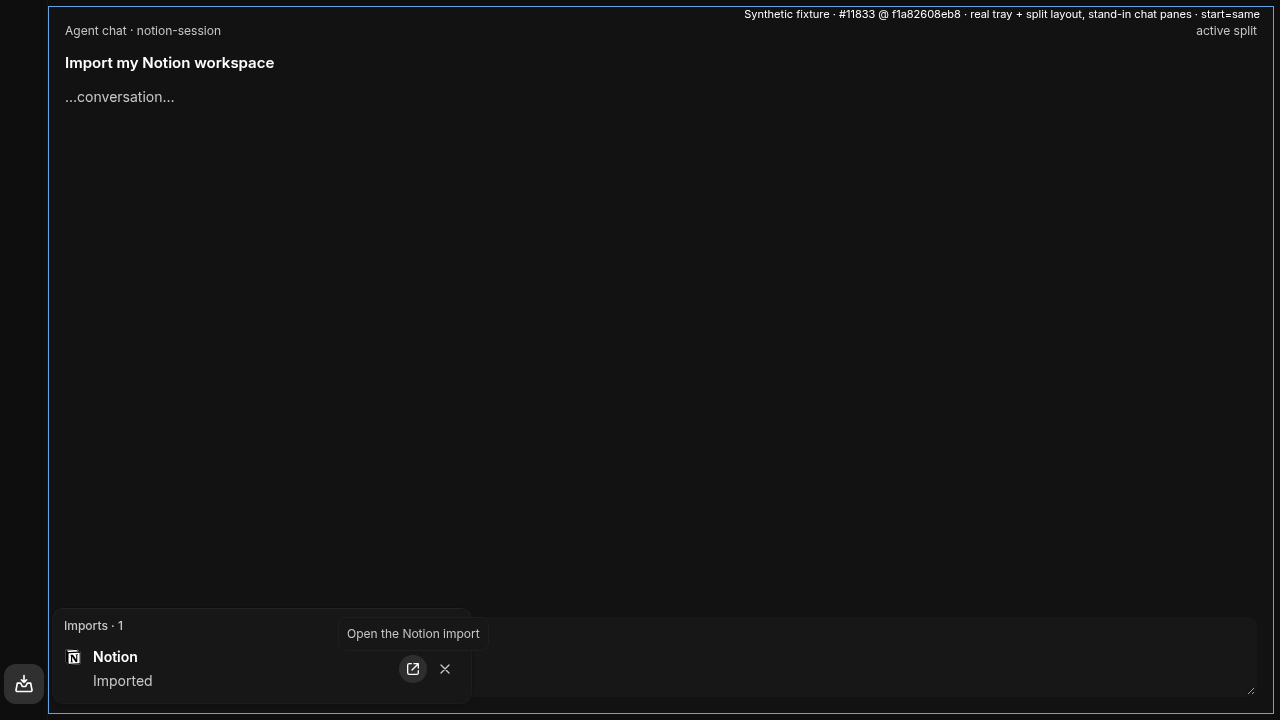 Synthetic fixture · #11833 @ f1a82608eb8 · real tray + split layout, stand-in chat panes · start=same
Agent chat · notion-session
active split
Import my Notion workspace
...conversation...
Imports · 1
Open the Notion import
Notion
Imported